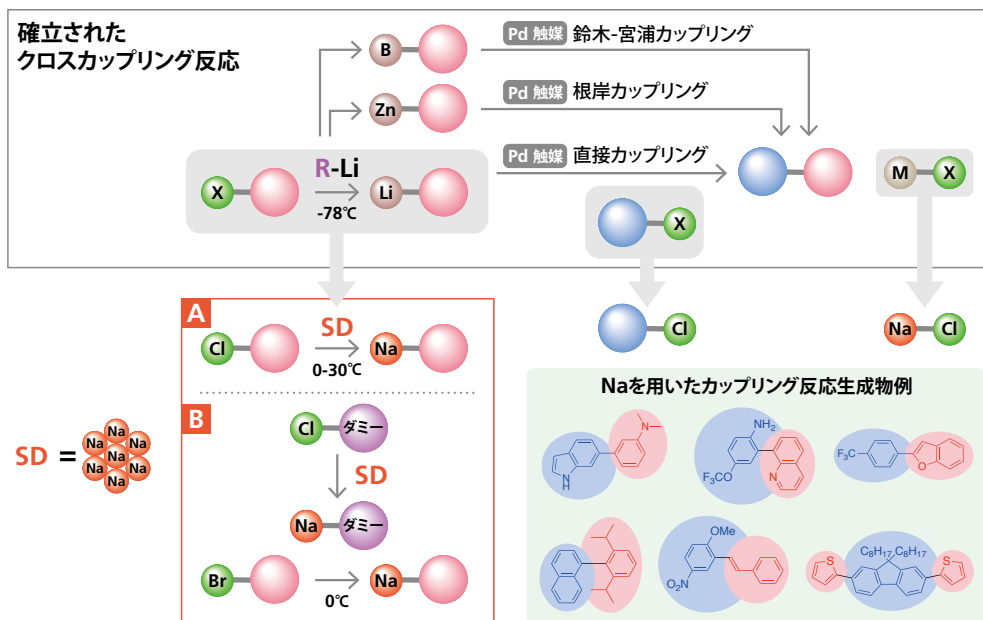 確立された
クロスカップリング反応
B
Pd 触媒 鈴木-宮浦カップリング
Zn
Pd 触媒 根岸カップリング
R-Li
Pd 触媒 直接カップリング
X
Li
-78℃
M
X
X
A
SD
Cl
Na
0-30℃
Cl
Na
Cl
B
Cl
ダミー
SD
Na
ダミー
Br
Na
0℃
SD =
Na
Na
Na
Na
Na
Na
Na
Naを用いたカップリング反応生成物例
N
N
H
NH2
F3CO
N
F3C
O
OMe
O2N
C8H17
C8H17
S
S